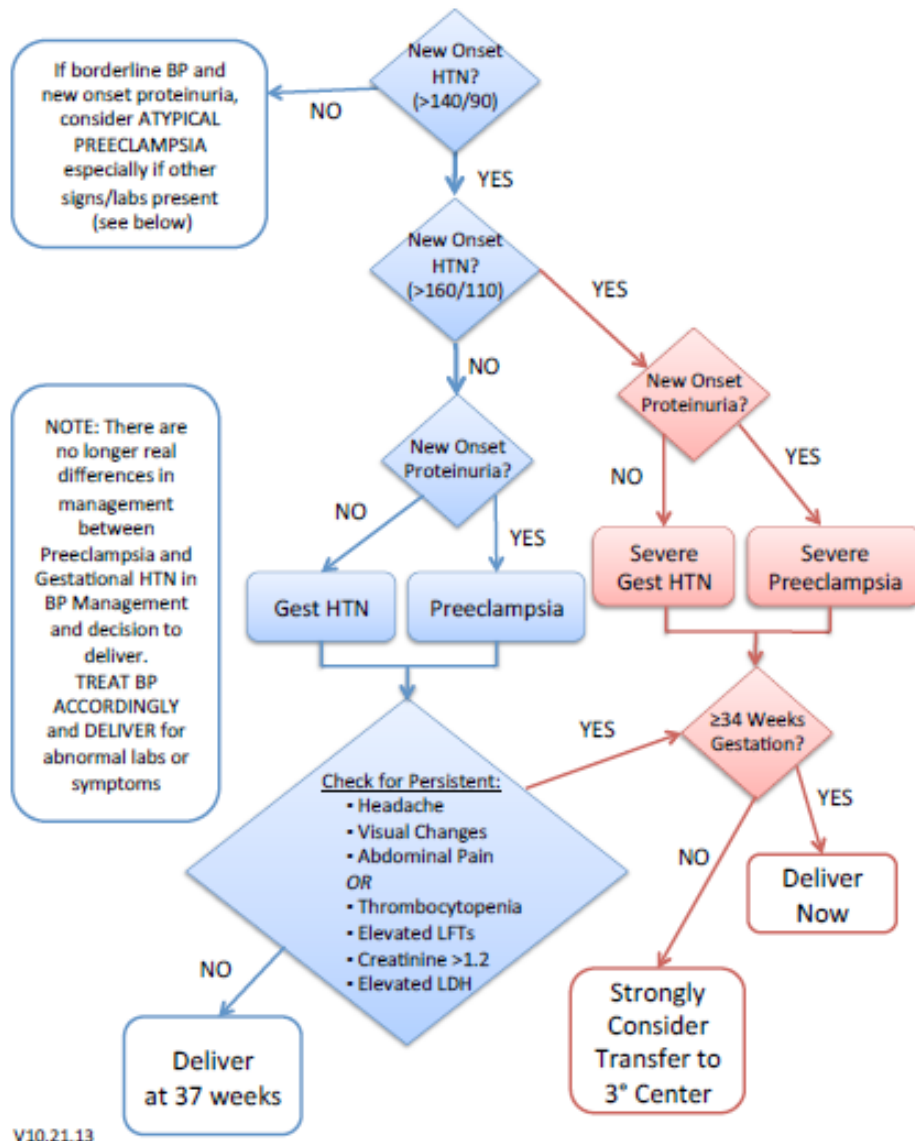 New Onset
HTN?
(>140/90)
NO
If borderline BP and
new onset proteinuria,
consider ATYPICAL
PREECLAMPSIA
especially if other
signs/labs present
(see below)
YES
New Onset
HTN?
(>160/110)
YES
NO
New Onset
Proteinuria?
NO
YES
NOTE: There are
no longer real
differences in
management
between
Preeclampsia and
Gestational HTN in
BP Management
and decision to
deliver.
TREAT BP
ACCORDINGLY
and DELIVER for
abnormal labs or
symptoms
New Onset
Proteinuria?
NO
YES
Gest HTN
Preeclampsia
Severe
Gest HTN
Severe
Preeclampsia
≥34 Weeks
Gestation?
YES
Check for Persistent:
▪ Headache
▪ Visual Changes
▪ Abdominal Pain
OR
▪ Thrombocytopenia
▪ Elevated LFTs
▪ Creatinine >1.2
▪ Elevated LDH
YES
NO
Deliver
Now
NO
Strongly
Consider
Transfer to
3° Center
Deliver
at 37 weeks
V10.21.13